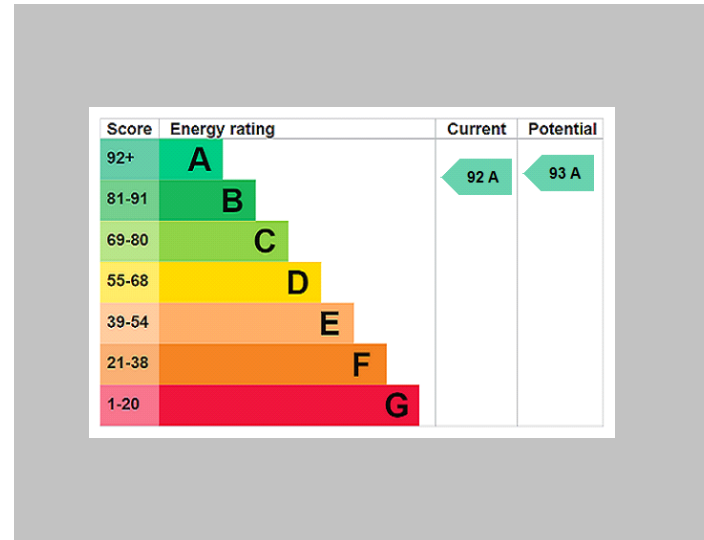 Score Energy rating Current Potential
92+ A 92 A 93 A
81-91 B
69-80 C
55-68 D
39-54 E
21-38 F
1-20 G